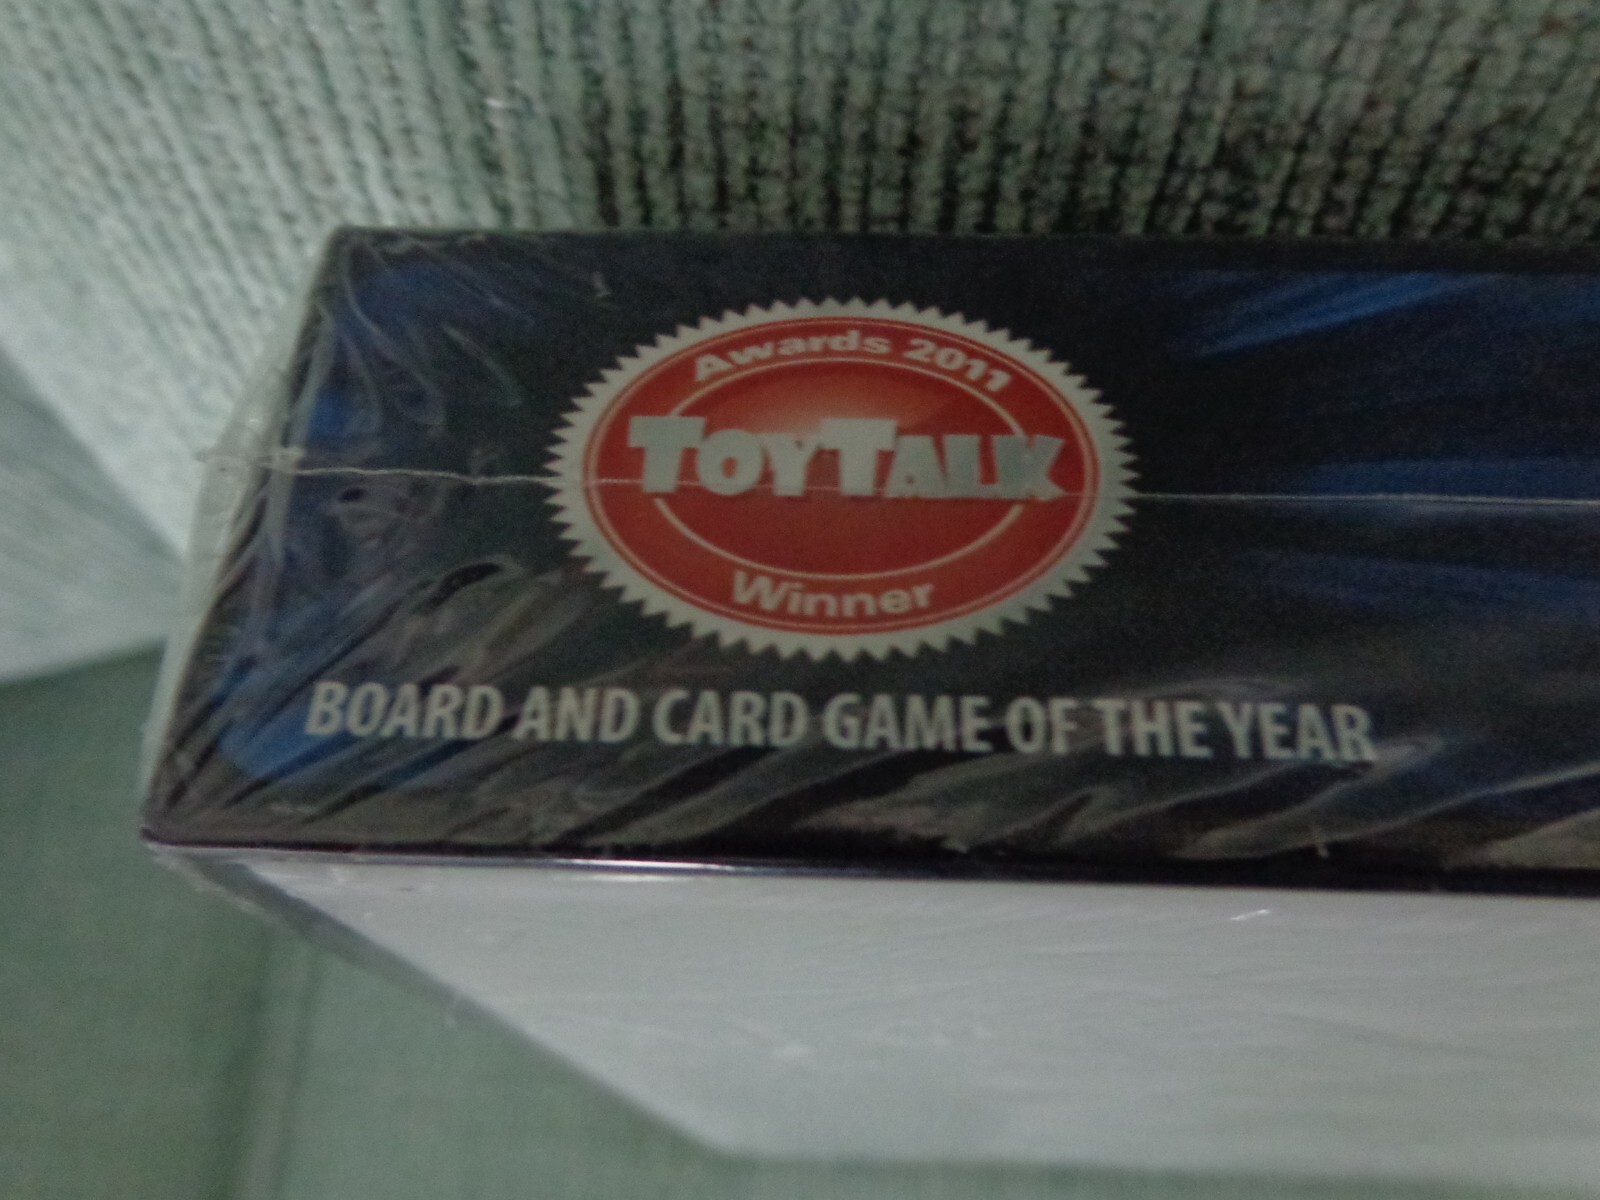 Awards 2011
TOYTALK
Winner
BOARD AND CARD GAME OF THE YEAR